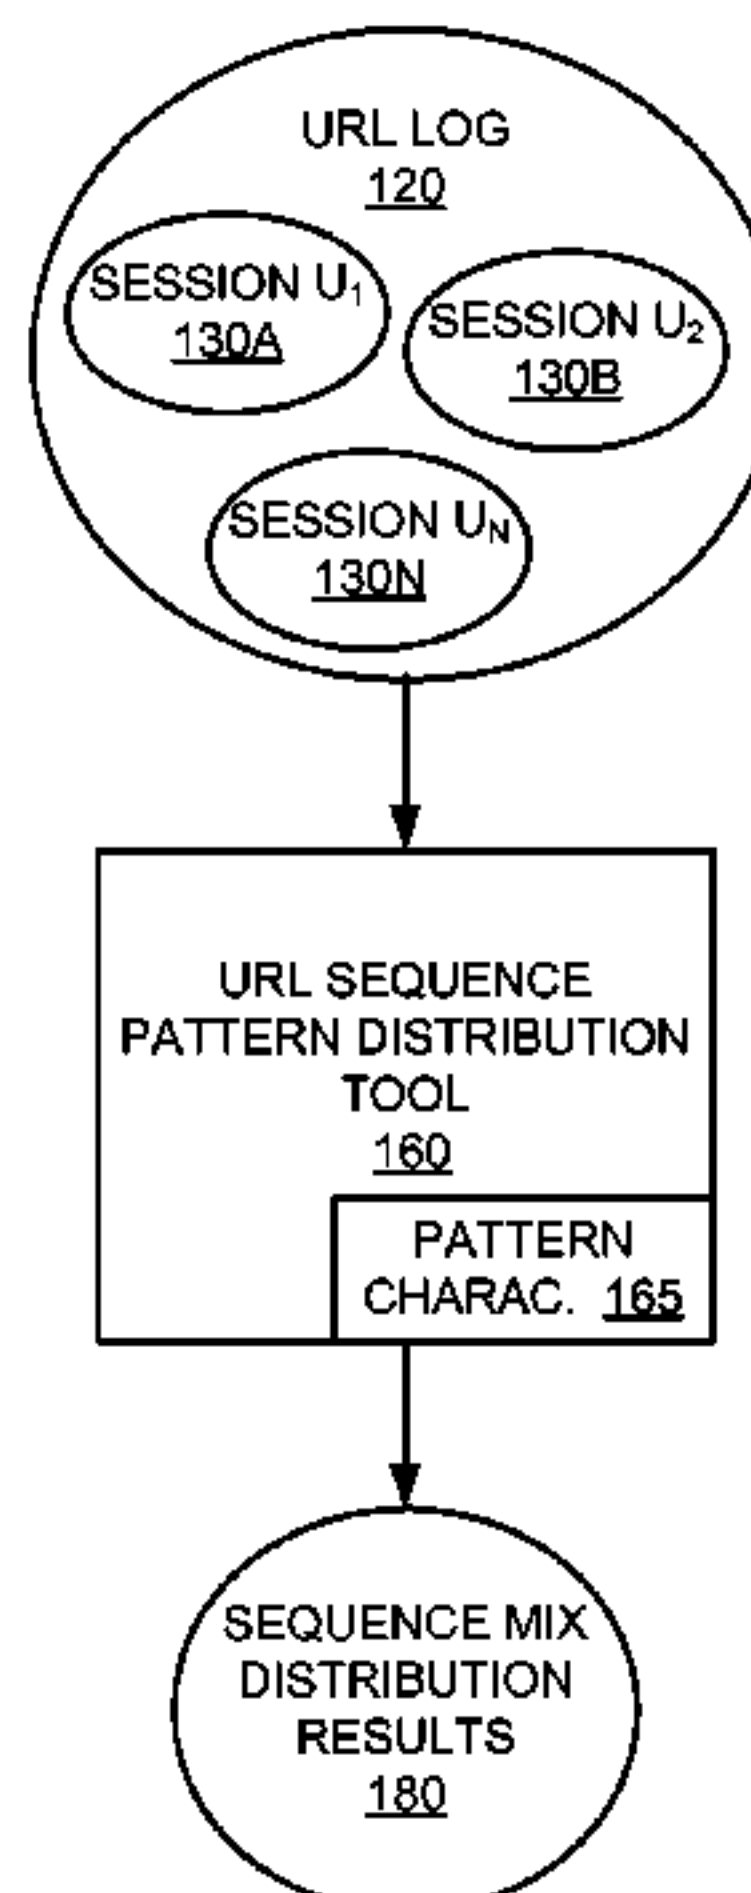 URL LOG
120
SESSION U1
130A
SESSION U2
130B
SESSION UN
130N
URL SEQUENCE
PATTERN DISTRIBUTION
TOOL
160
PATTERN
CHARAC. 165
SEQUENCE MIX
DISTRIBUTION
RESULTS
180